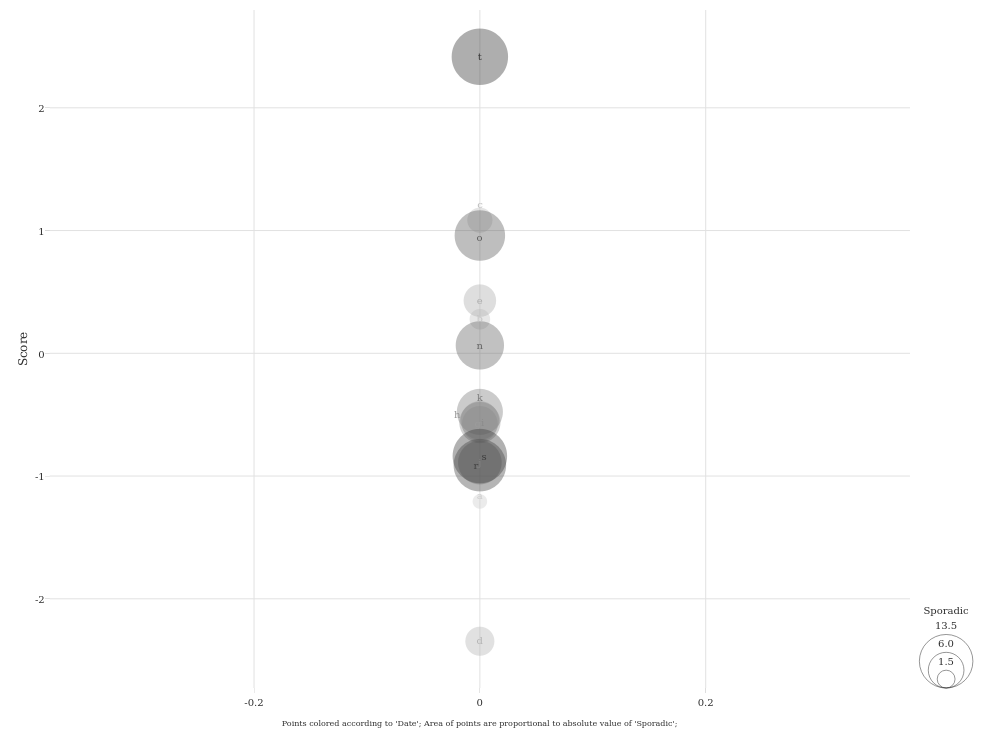 t
2
c
1
o
e
n
0
Score
k
h
s
r
-1
-2
d
Sporadic
13.5
6.0
1.5
-0.2
0
0.2
Points colored according to 'Date'; Area of points are proportional to absolute value of 'Sporadic';